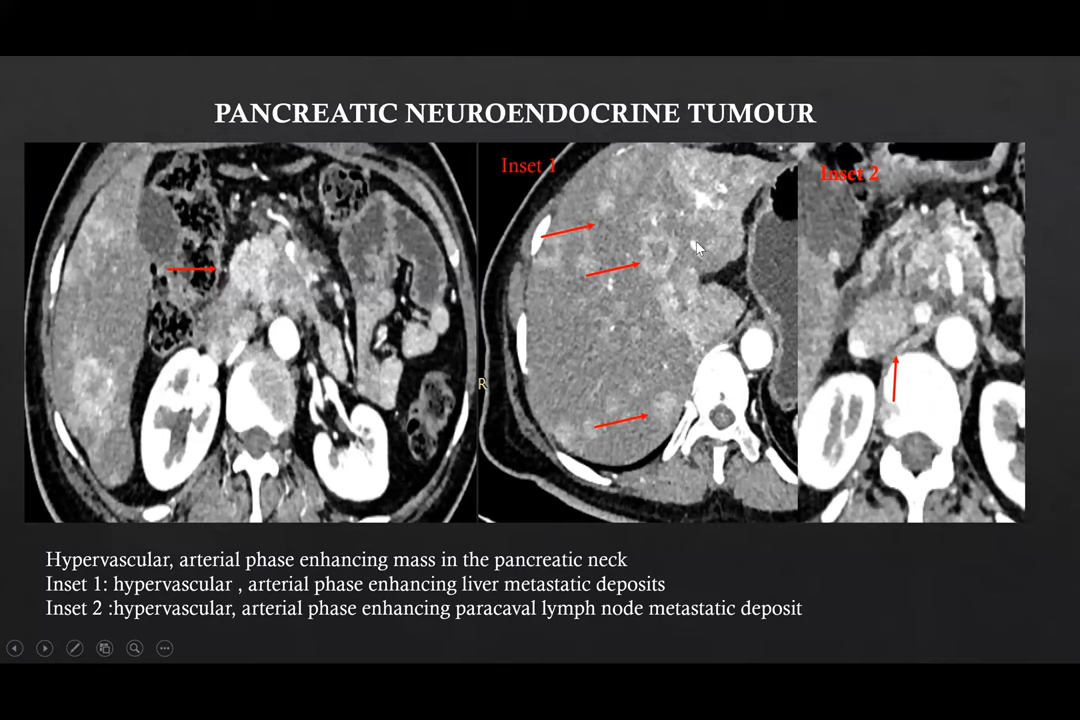 PANCREATIC NEUROENDOCRINE TUMOUR
Inset 1
Inset 2
R
Hypervascular, arterial phase enhancing mass in the pancreatic neck
Inset 1: hypervascular , arterial phase enhancing liver metastatic deposits
Inset 2 :hypervascular, arterial phase enhancing paracaval lymph node metastatic deposit